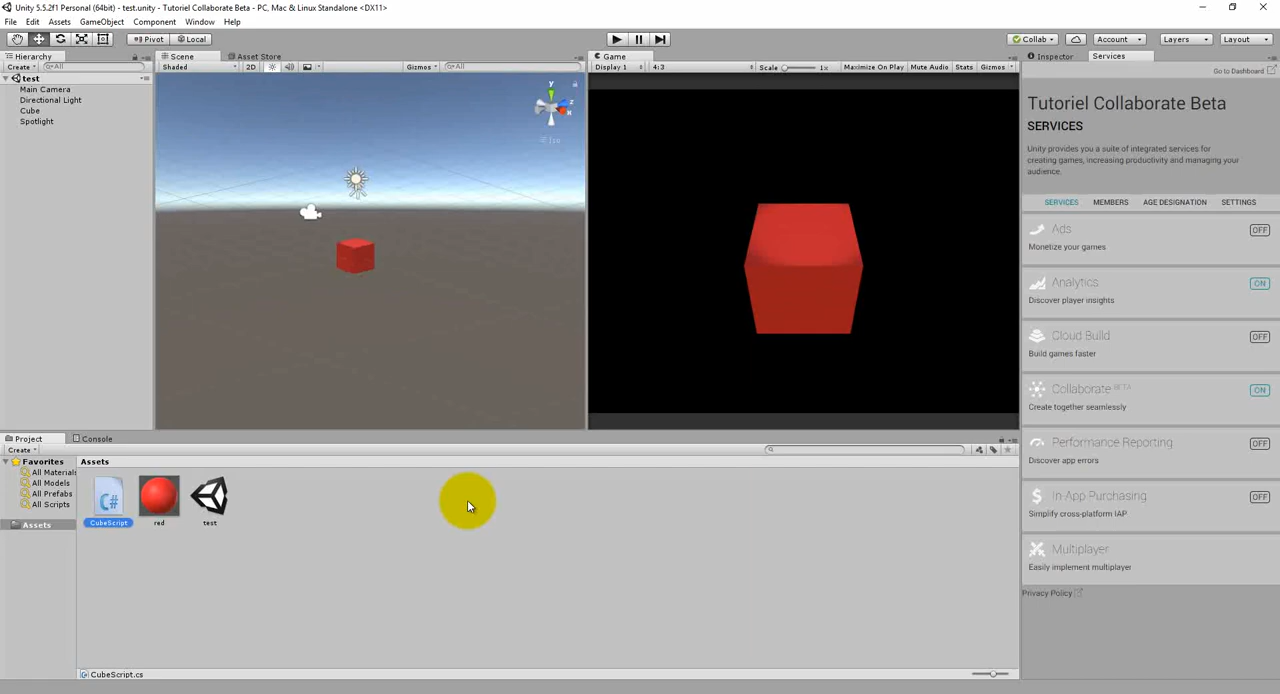 Unity 5.5.2f1 Personal (64bit) - test.unity - Tutoriel Collaborate Beta - PC, Mac & Linux Standalone <DX11>
File Edit Assets GameObject Component Window Help
Pivot Local Collab Account Layers Layout
Hierarchy
Create All
test
Main Camera
Directional Light
Cube
Spotlight
Scene Asset Store
Shaded 2D Gizmos All
y
z
x
Iso
Game
Display 1 4:3 Scale 1x Maximize On Play Mute Audio Stats Gizmos
Inspector Services
Go to Dashboard
Tutoriel Collaborate Beta
SERVICES
Unity provides you a suite of integrated services for
creating games, increasing productivity and managing your
audience.
SERVICES MEMBERS AGE DESIGNATION SETTINGS
Ads OFF
Monetize your games
Analytics ON
Discover player insights
Cloud Build OFF
Build games faster
Collaborate BETA ON
Create together seamlessly
Performance Reporting OFF
Discover app errors
In-App Purchasing OFF
Simplify cross-platform IAP
Multiplayer
Easily implement multiplayer
Privacy Policy
Project Console
Create
Favorites
All Materials
All Models
All Prefabs
All Scripts
Assets
Assets
C#
CubeScript red test
CubeScript.cs